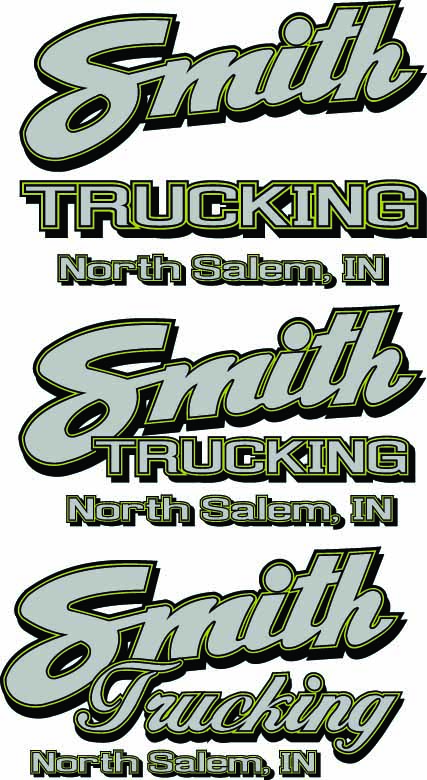 Smith
TRUCKING
North Salem, IN
Smith
TRUCKING
North Salem, IN
Smith
Trucking
North Salem, IN